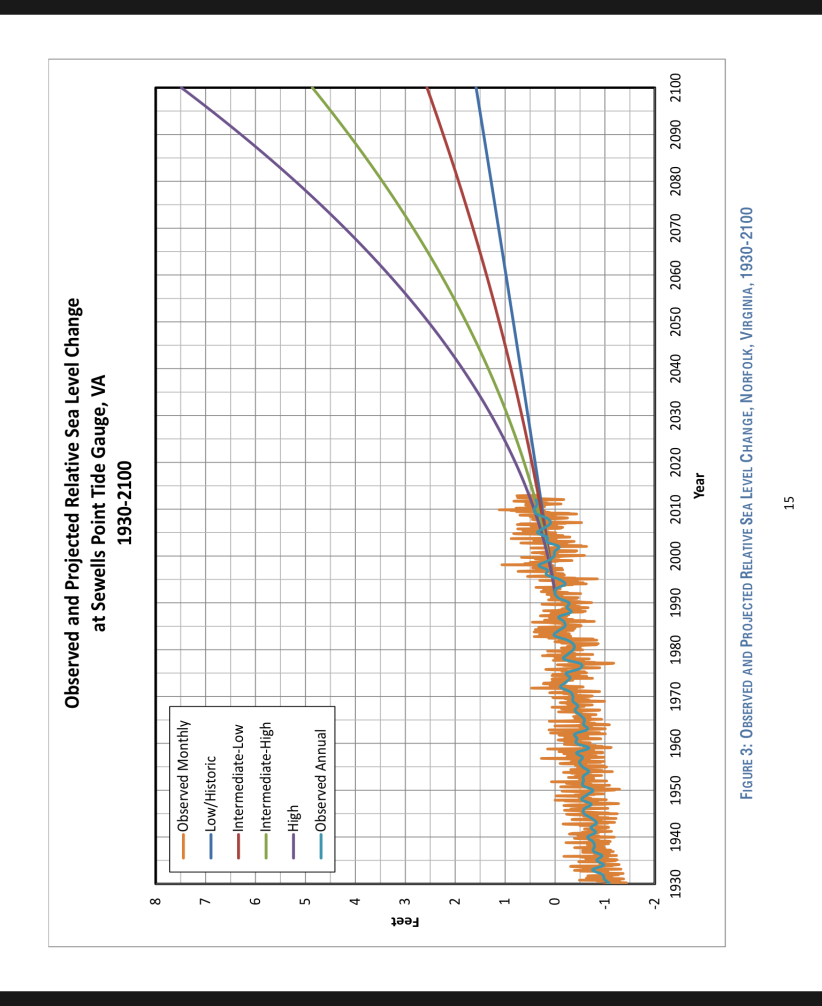 Observed and Projected Relative Sea Level Change
at Sewells Point Tide Gauge, VA
1930-2100
8
7
6
5
4
3
2
1
0
-1
-2
Feet
Observed Monthly
Low/Historic
Intermediate-Low
Intermediate-High
High
Observed Annual
1930 1940 1950 1960 1970 1980 1990 2000 2010 2020 2030 2040 2050 2060 2070 2080 2090 2100
Year
FIGURE 3: OBSERVED AND PROJECTED RELATIVE SEA LEVEL CHANGE, NORFOLK, VIRGINIA, 1930-2100
15